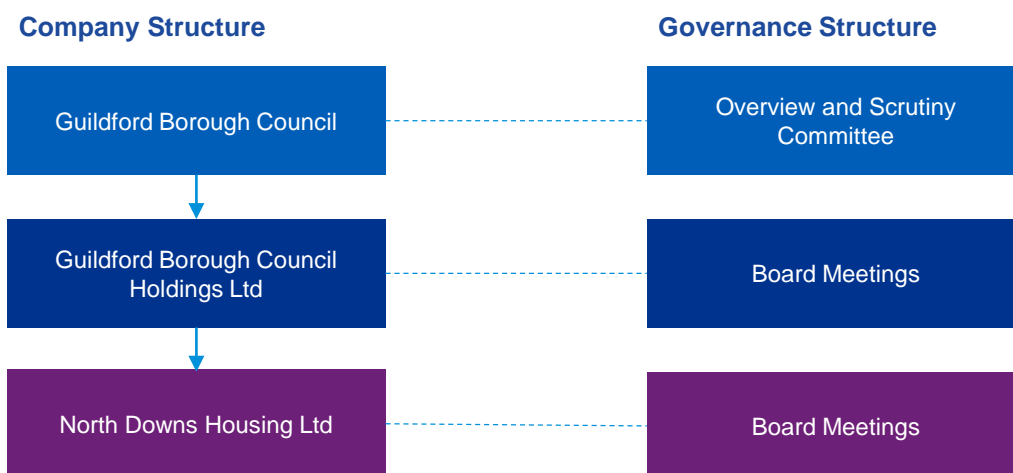 Company Structure
Governance Structure
Guildford Borough Council
Overview and Scrutiny
Committee
Guildford Borough Council
Holdings Ltd
Board Meetings
North Downs Housing Ltd
Board Meetings